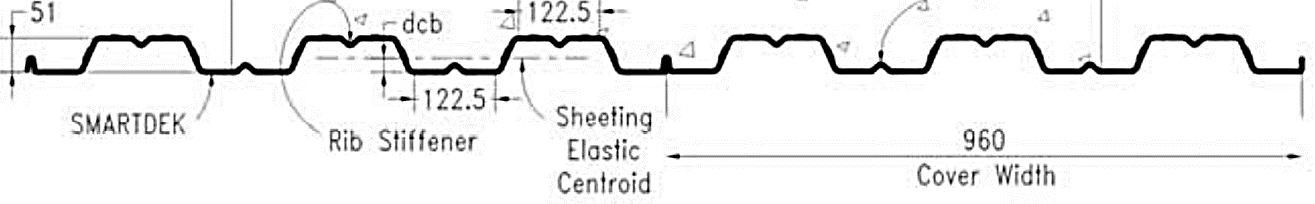 51
dcb
122.5
122.5
SMARTDEK
Rib Stiffener
Sheeting
Elastic
Centroid
960
Cover Width